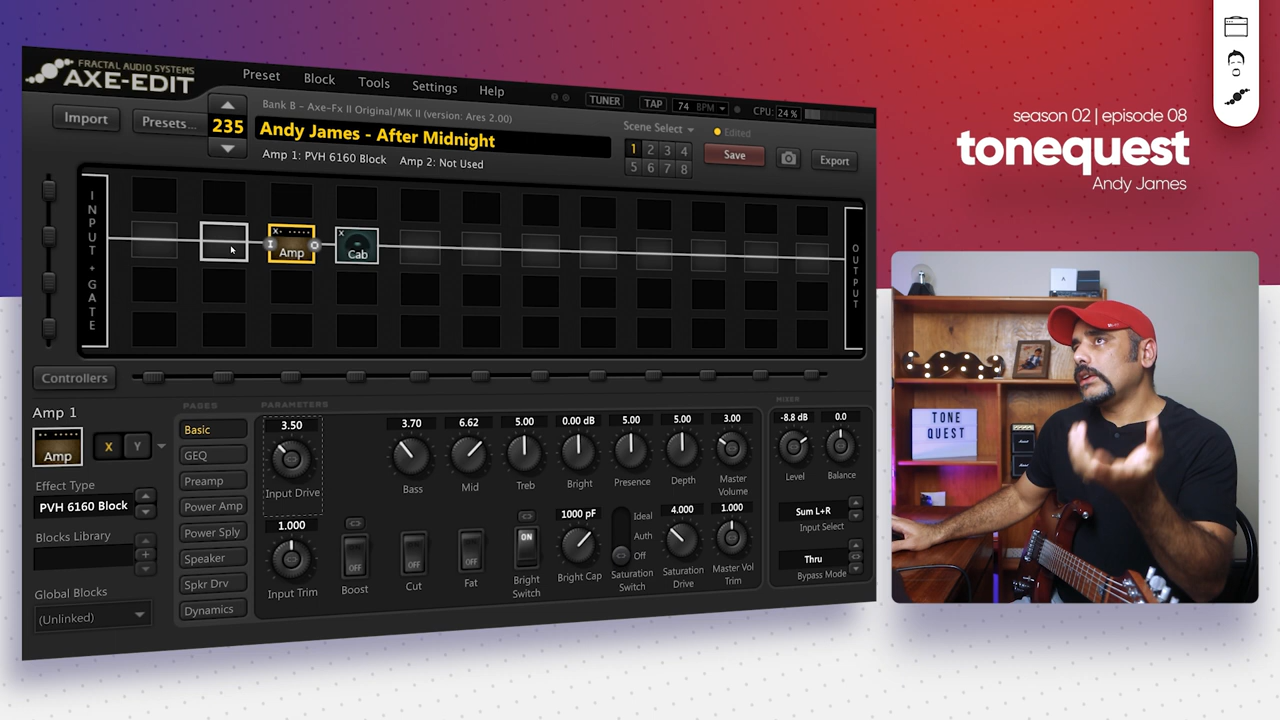 FRACTAL AUDIO SYSTEMS
AXE-EDIT
Preset Block Tools Settings Help
TUNER TAP 74 BPM CPU: 24 %
Import Presets...
235
Bank B - Axe-Fx II Original/MK II (version: Ares 2.00)
Andy James - After Midnight
Amp 1: PVH 6160 Block Amp 2: Not Used
Scene Select Edited
1 2 3 4
5 6 7 8
Save Export
INPUT + GATE
X Amp
X Cab
I O
OUTPUT
Controllers
Amp 1
Amp
X Y
Effect Type
PVH 6160 Block
Blocks Library
Global Blocks
(Unlinked)
PAGES
Basic
GEQ
Preamp
Power Amp
Power Sply
Speaker
Spkr Drv
Dynamics
PARAMETERS
3.50 3.70 6.62 5.00 0.00 dB 5.00 5.00 3.00
Input Drive Bass Mid Treb Bright Presence Depth Master Volume
1.000 1000 pF 4.000 1.000
OFF OFF OFF ON
Ideal
Auth
Off
Input Trim Boost Cut Fat Bright Switch Bright Cap Saturation Switch Saturation Drive Master Vol Trim
MIXER
-8.8 dB 0.0
Level Balance
Sum L+R
Input Select
Thru
Bypass Mode
season 02 | episode 08
tonequest
Andy James
TONE
QUEST